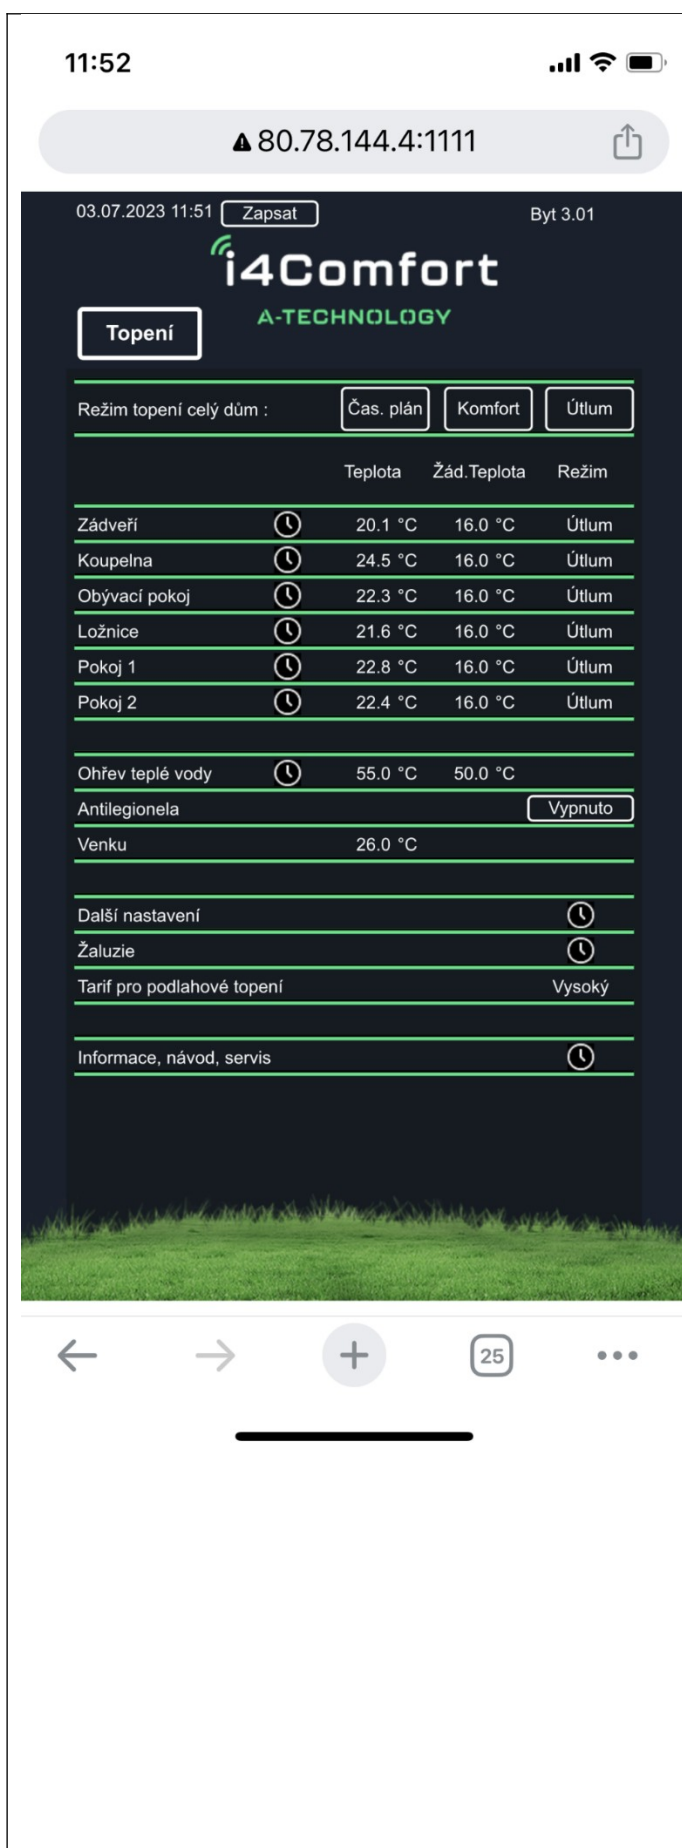 11:52
80.78.144.4:1111
03.07.2023 11:51 Zapsat Byt 3.01
i4Comfort
A-TECHNOLOGY
Topení
Režim topení celý dům : Čas. plán Komfort Útlum
Teplota Žád.Teplota Režim
Zádveří 20.1 °C 16.0 °C Útlum
Koupelna 24.5 °C 16.0 °C Útlum
Obývací pokoj 22.3 °C 16.0 °C Útlum
Ložnice 21.6 °C 16.0 °C Útlum
Pokoj 1 22.8 °C 16.0 °C Útlum
Pokoj 2 22.4 °C 16.0 °C Útlum
Ohřev teplé vody 55.0 °C 50.0 °C
Antilegionela Vypnuto
Venku 26.0 °C
Další nastavení
Žaluzie
Tarif pro podlahové topení Vysoký
Informace, návod, servis
25